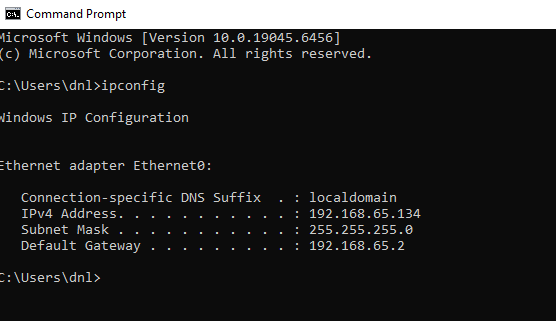 Command Prompt
Microsoft Windows [Version 10.0.19045.6456]
(c) Microsoft Corporation. All rights reserved.
C:\Users\dnl>ipconfig
Windows IP Configuration
Ethernet adapter Ethernet0:
Connection-specific DNS Suffix  . : localdomain
IPv4 Address. . . . . . . . . . . : 192.168.65.134
Subnet Mask . . . . . . . . . . . : 255.255.255.0
Default Gateway . . . . . . . . . : 192.168.65.2
C:\Users\dnl>